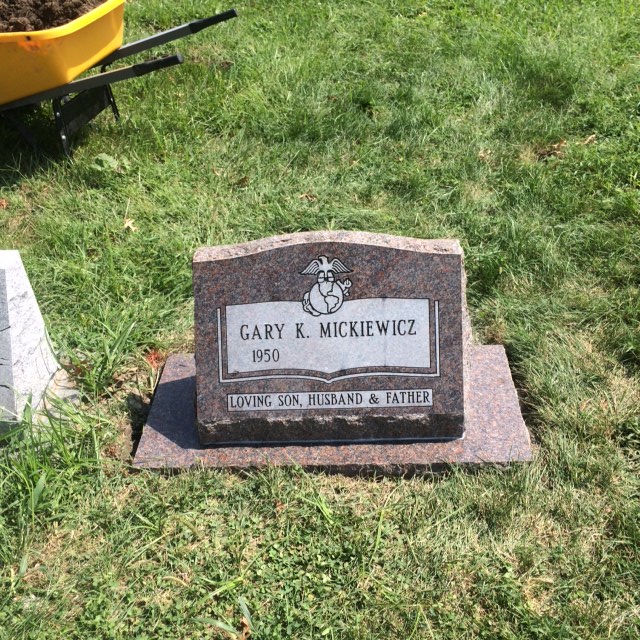 GARY K. MICKIEWICZ
1950
LOVING SON, HUSBAND & FATHER